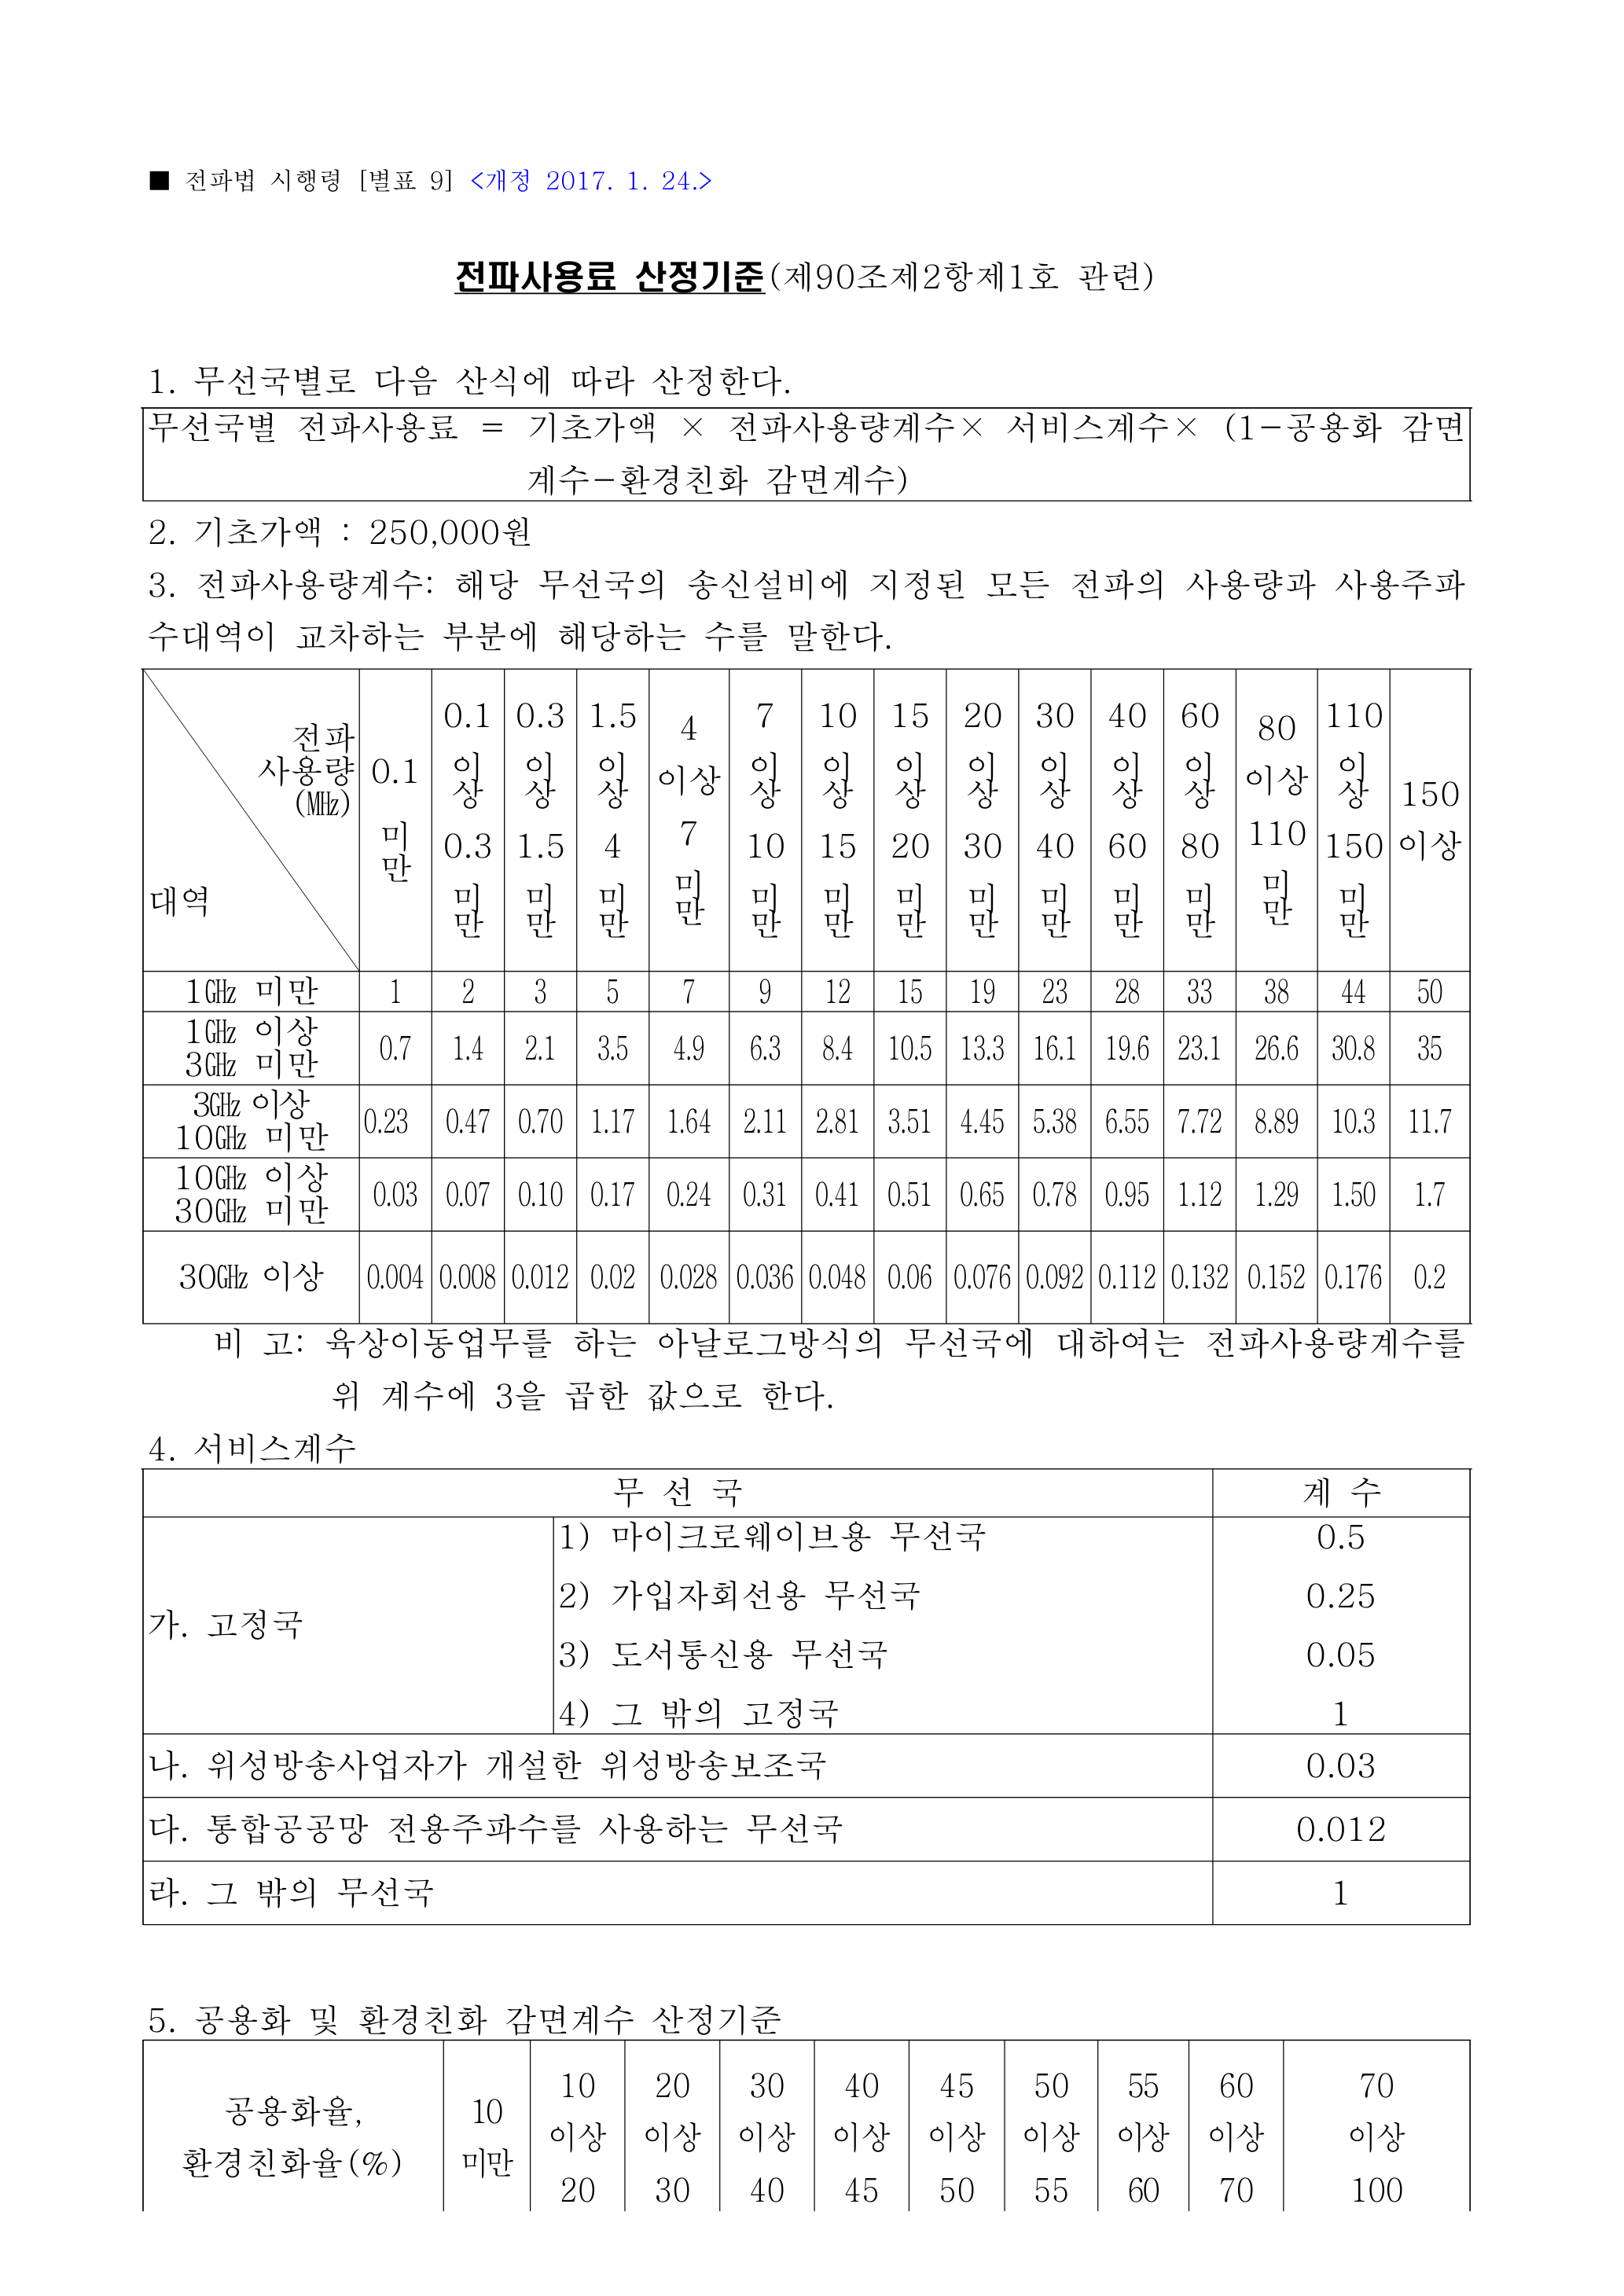 ■ 전파법 시행령 [별표 9] <개정 2017. 1. 24.>
전파사용료 산정기준(제90조제2항제1호 관련)
1. 무선국별로 다음 산식에 따라 산정한다.
무선국별 전파사용료 = 기초가액 × 전파사용량계수× 서비스계수× (1-공용화 감면
계수-환경친화 감면계수)
2. 기초가액 : 250,000원
3. 전파사용량계수: 해당 무선국의 송신설비에 지정된 모든 전파의 사용량과 사용주파
수대역이 교차하는 부분에 해당하는 수를 말한다.
전파 사용량 (㎒) 대역 0.1 미만 0.1 이상 0.3 미만 0.3 이상 1.5 미만 1.5 이상 4 미만 4 이상 7 미만 7 이상 10 미만 10 이상 15 미만 15 이상 20 미만 20 이상 30 미만 30 이상 40 미만 40 이상 60 미만 60 이상 80 미만 80 이상 110 미만 110 이상 150 미만 150 이상
1㎓ 미만 1 2 3 5 7 9 12 15 19 23 28 33 38 44 50
1㎓ 이상 3㎓ 미만 0.7 1.4 2.1 3.5 4.9 6.3 8.4 10.5 13.3 16.1 19.6 23.1 26.6 30.8 35
3㎓ 이상 10㎓ 미만 0.23 0.47 0.70 1.17 1.64 2.11 2.81 3.51 4.45 5.38 6.55 7.72 8.89 10.3 11.7
10㎓ 이상 30㎓ 미만 0.03 0.07 0.10 0.17 0.24 0.31 0.41 0.51 0.65 0.78 0.95 1.12 1.29 1.50 1.7
30㎓ 이상 0.004 0.008 0.012 0.02 0.028 0.036 0.048 0.06 0.076 0.092 0.112 0.132 0.152 0.176 0.2
비 고: 육상이동업무를 하는 아날로그방식의 무선국에 대하여는 전파사용량계수를
위 계수에 3을 곱한 값으로 한다.
4. 서비스계수
무 선 국 계 수
가. 고정국
1) 마이크로웨이브용 무선국 0.5
2) 가입자회선용 무선국 0.25
3) 도서통신용 무선국 0.05
4) 그 밖의 고정국 1
나. 위성방송사업자가 개설한 위성방송보조국 0.03
다. 통합공공망 전용주파수를 사용하는 무선국 0.012
라. 그 밖의 무선국 1
5. 공용화 및 환경친화 감면계수 산정기준
공용화율, 환경친화율(%) 10 미만 10 이상 20 20 이상 30 30 이상 40 40 이상 45 45 이상 50 50 이상 55 55 이상 60 60 이상 70 70 이상 100